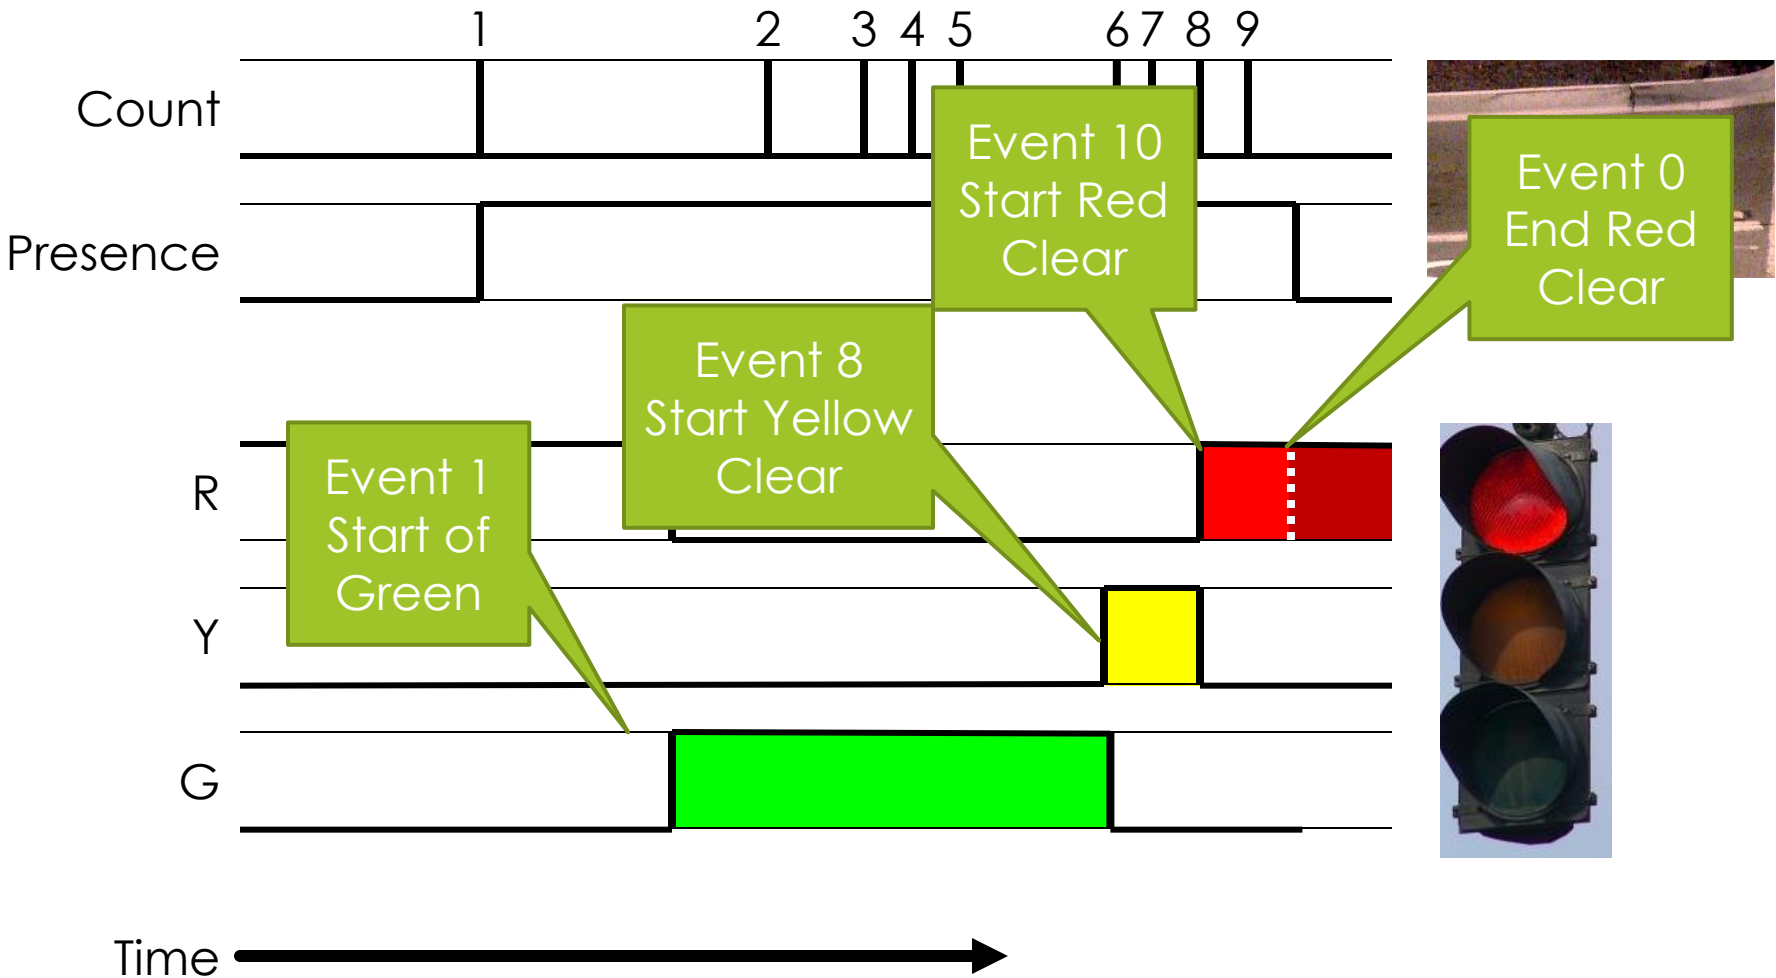 1 2 3 4 5 6 7 8 9
Count
Presence
Event 10
Start Red
Clear
Event 0
End Red
Clear
Event 8
Start Yellow
Clear
Event 1
Start of
Green
R
Y
G
Time